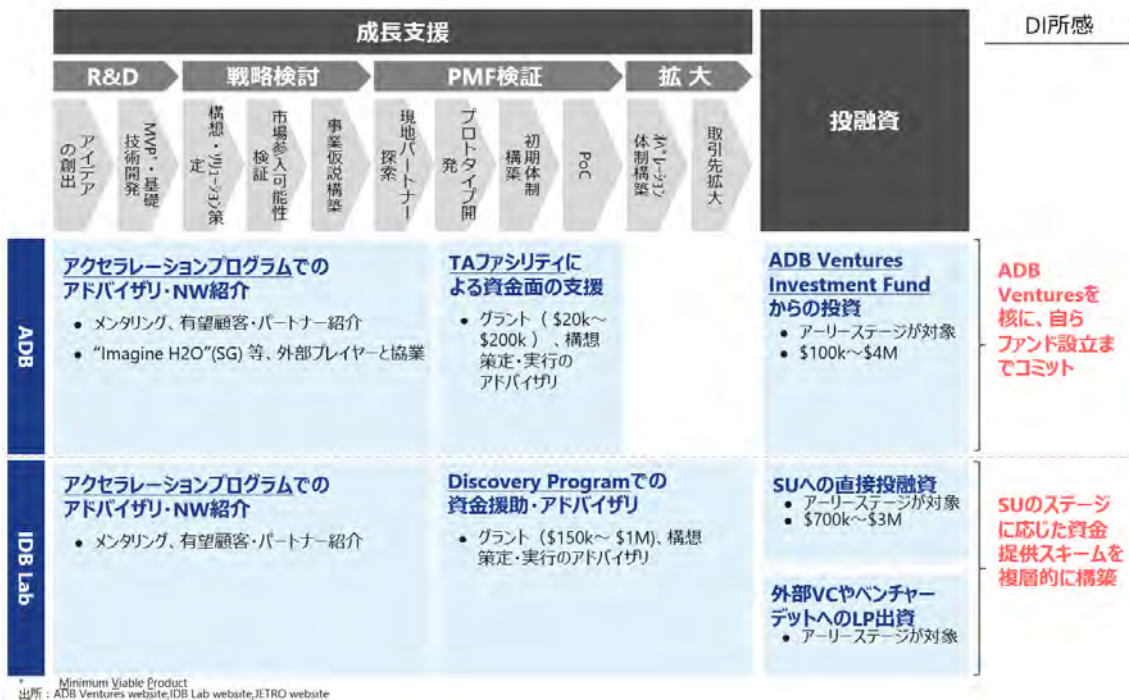 成長支援
投融資
DI所感
R&D
戦略検討
PMF検証
拡大
アイデア
の創出
MVP*・基礎
技術開発
構想・ソリューション策
定
市場参入可能性
検証
事業仮説構築
現地パートナー
探索
プロトタイプ開
発
初期体制
構築
PoC
オペレーション
体制構築
取引先拡大
ADB
アクセラレーションプログラムでの
アドバイザリ・NW紹介
• メンタリング、有望顧客・パートナー紹介
• “Imagine H2O”(SG) 等、外部プレイヤーと協業
TAファシリティに
よる資金面の支援
• グラント（ $20k～
$200k ）、構想
策定・実行の
アドバイザリ
ADB Ventures
Investment Fund
からの投資
• アーリーステージが対象
• $100k～$4M
ADB
Venturesを
核に、自ら
ファンド設立ま
でコミット
IDB Lab
アクセラレーションプログラムでの
アドバイザリ・NW紹介
• メンタリング、有望顧客・パートナー紹介
Discovery Programでの
資金援助・アドバイザリ
• グラント（$150k～ $1M)、構想
策定・実行のアドバイザリ
SUへの直接投融資
• アーリーステージが対象
• $700k～$3M
外部VCやベンチャー
デットへのLP出資
• アーリーステージが対象
SUのステージ
に応じた資金
提供スキームを
複層的に構築
* Minimum Viable Product
出所：ADB Ventures website,IDB Lab website,JETRO website